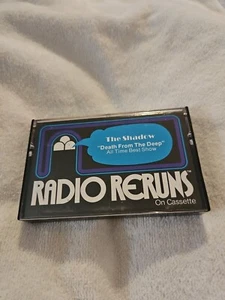 The Shadow
"Death From The Deep"
All Time Best Show
RADIO RERUNS
On Cassette